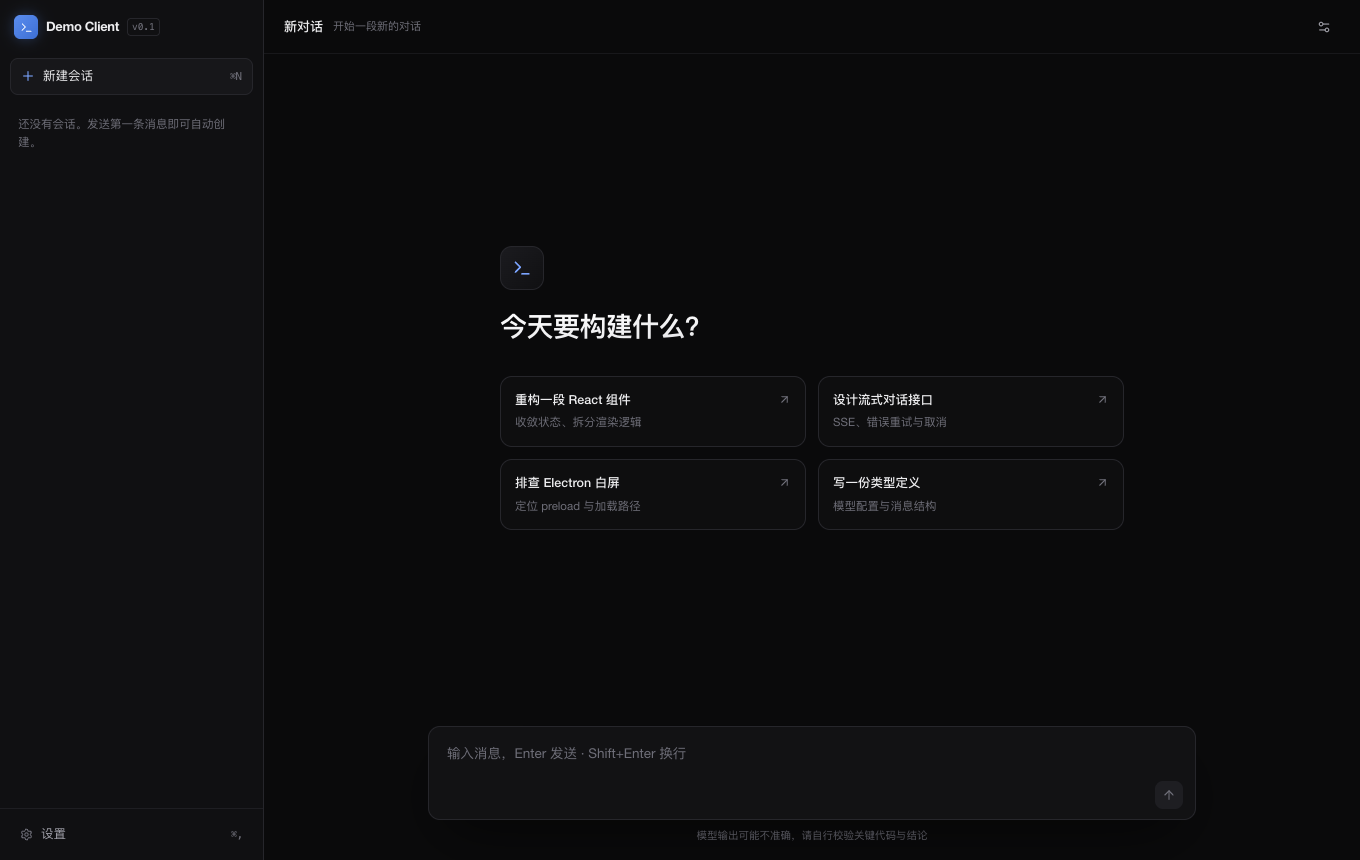 Demo Client v0.1
新建会话 ⌘N
还没有会话。发送第一条消息即可自动创
建。
设置 ⌘,
新对话 开始一段新的对话
今天要构建什么?
重构一段 React 组件
收敛状态、拆分渲染逻辑
设计流式对话接口
SSE、错误重试与取消
排查 Electron 白屏
定位 preload 与加载路径
写一份类型定义
模型配置与消息结构
输入消息，Enter 发送 · Shift+Enter 换行
模型输出可能不准确，请自行校验关键代码与结论